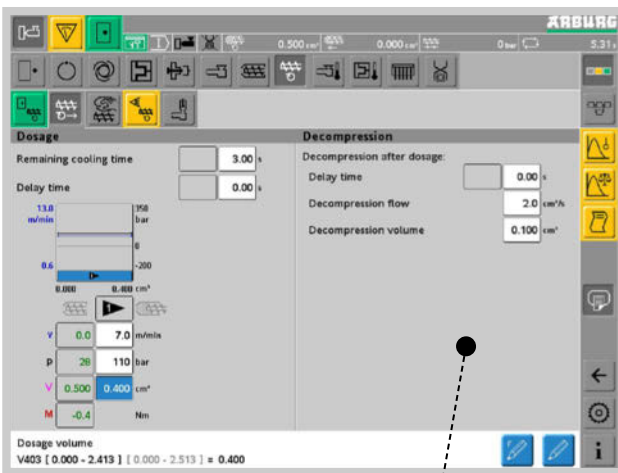 ARBURG
0.500 cm³ 0.000 cm³ 0 bar 5.31 s
Dosage
Decompression
Remaining cooling time 3.00 s
Delay time 0.00 s
Decompression after dosage:
Delay time 0.00 s
Decompression flow 2.0 cm³/s
Decompression volume 0.100 cm³
13.0 350
m/min bar
0
0.6 -200
0.000 0.400 cm³
1
v 0.0 7.0 m/min
p 28 110 bar
V 0.500 0.400 cm³
M -0.4 Nm
Dosage volume
V403 [ 0.000 - 2.413 ] [ 0.000 - 2.513 ] = 0.400
i